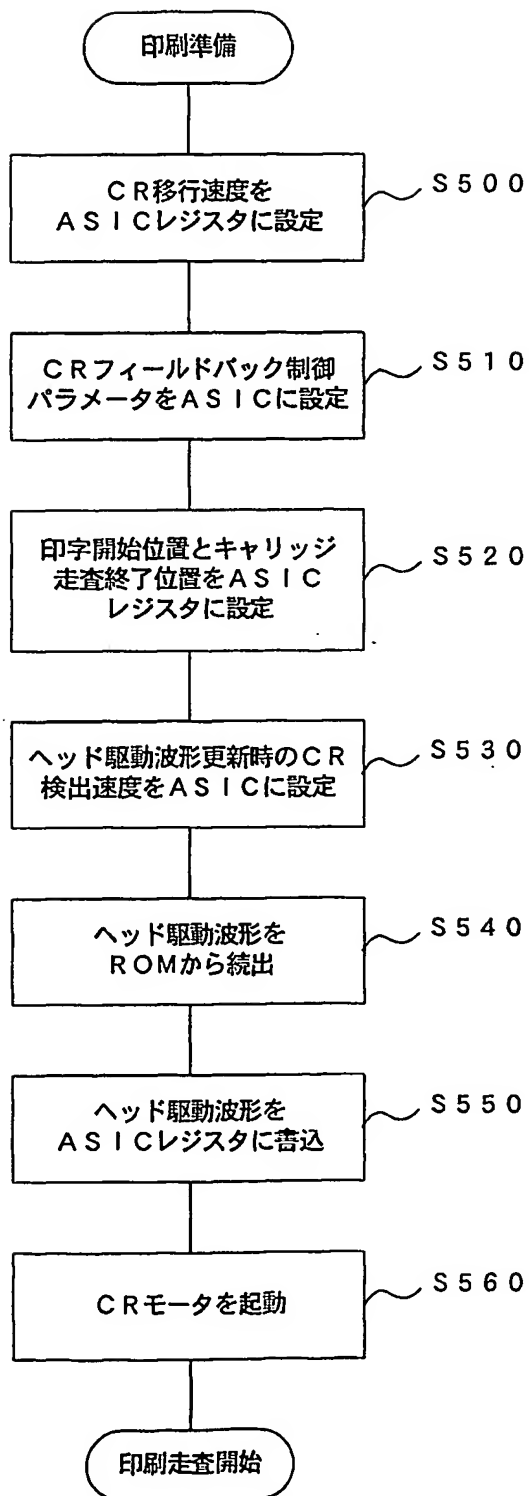 印刷準備
CR移行速度を
ASICレジスタに設定
S500
CRフィールドバック制御
パラメータをASICに設定
S510
印字開始位置とキャリッジ
走査終了位置をASIC
レジスタに設定
S520
ヘッド駆動波形更新時のCR
検出速度をASICに設定
S530
ヘッド駆動波形を
ROMから続出
S540
ヘッド駆動波形を
ASICレジスタに書込
S550
CRモータを起動
S560
印刷走査開始